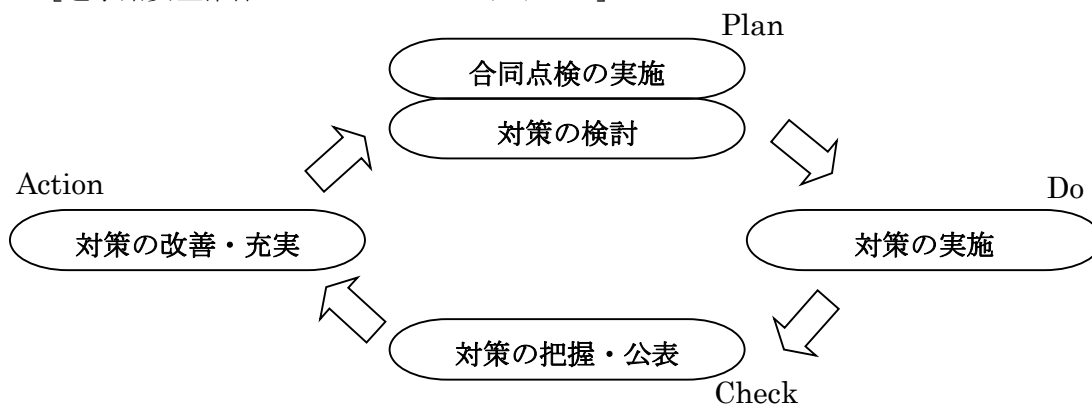 Plan
合同点検の実施
対策の検討
Action
Do
対策の改善・充実
対策の実施
対策の把握・公表
Check